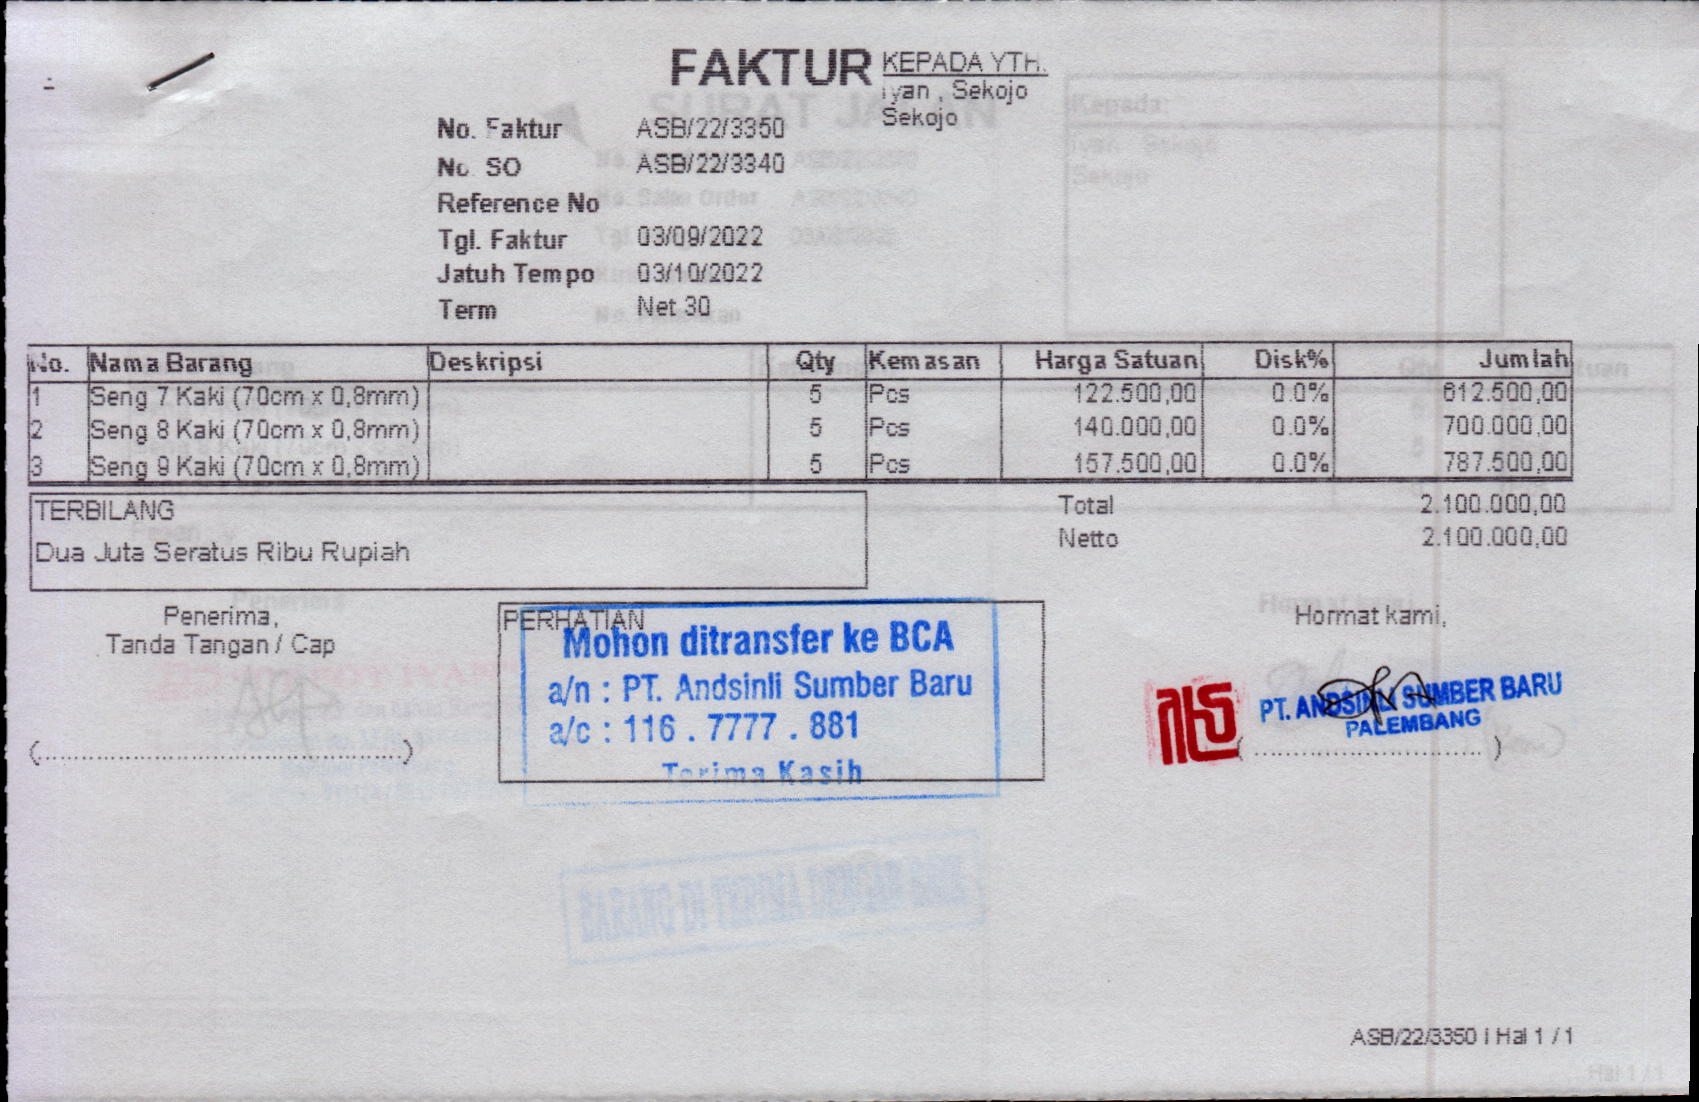 FAKTUR
KEPADA YTH.
iyan , Sekojo
Sekojo
No. Faktur ASB/22/3350
No. SO ASB/22/3340
Reference No
Tgl. Faktur 03/09/2022
Jatuh Tempo 03/10/2022
Term Net 30
No. Nama Barang Deskripsi Qty Kemasan Harga Satuan Disk% Jumlah
1 Seng 7 Kaki (70cm x 0,8mm) 5 Pcs 122.500,00 0.0% 612.500,00
2 Seng 8 Kaki (70cm x 0,8mm) 5 Pcs 140.000,00 0.0% 700.000,00
3 Seng 9 Kaki (70cm x 0,8mm) 5 Pcs 157.500,00 0.0% 787.500,00
TERBILANG
Dua Juta Seratus Ribu Rupiah
Total 2.100.000,00
Netto 2.100.000,00
Penerima,
Tanda Tangan / Cap
(........................................................)
PERHATIAN
Mohon ditransfer ke BCA
a/n : PT. Andsinli Sumber Baru
a/c : 116 . 7777 . 881
Terima Kasih
Hormat kami,
PT. ANDSINLI SUMBER BARU
PALEMBANG
(....................................)
ASB/22/3350 | Hal 1 / 1